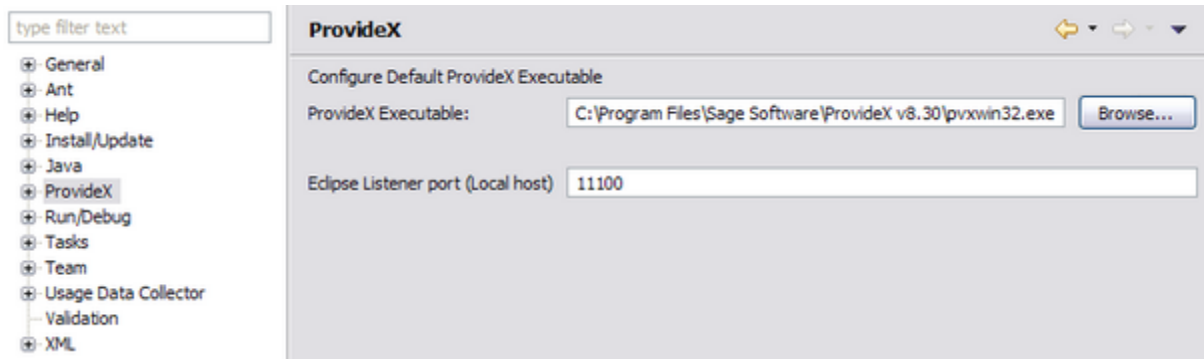 type filter text
General
Ant
Help
Install/Update
Java
ProvideX
Run/Debug
Tasks
Team
Usage Data Collector
Validation
XML
ProvideX
Configure Default ProvideX Executable
ProvideX Executable: C:\Program Files\Sage Software\ProvideX v8.30\pvxwin32.exe Browse...
Eclipse Listener port (Local host) 11100